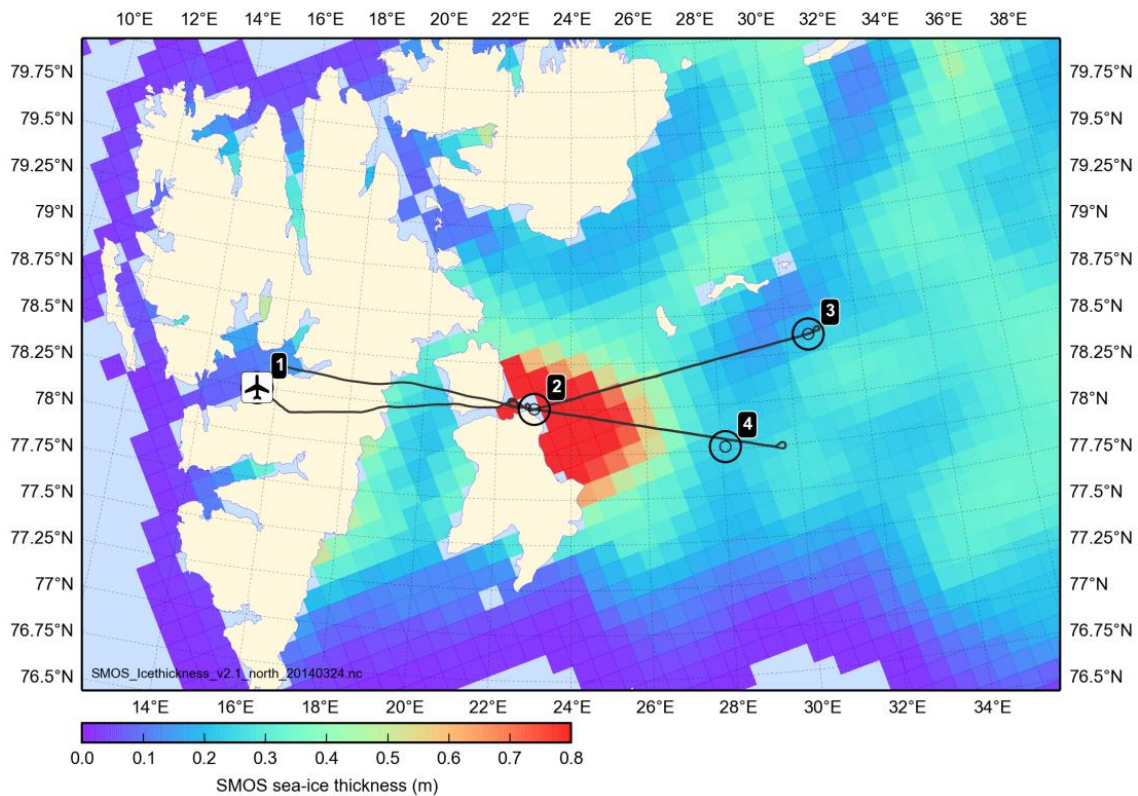 10°E 12°E 14°E 16°E 18°E 20°E 22°E 24°E 26°E 28°E 30°E 32°E 34°E 36°E 38°E
79.75°N 79.75°N
79.5°N 79.5°N
79.25°N 79.25°N
79°N 79°N
78.75°N 78.75°N
78.5°N 78.5°N
3
78.25°N 78.25°N
1
2
78°N 78°N
4
77.75°N 77.75°N
77.5°N 77.5°N
77.25°N 77.25°N
77°N 77°N
76.75°N 76.75°N
SMOS_Icethickness_v2.1_north_20140324.nc
76.5°N 76.5°N
14°E 16°E 18°E 20°E 22°E 24°E 26°E 28°E 30°E 32°E 34°E
0.0 0.1 0.2 0.3 0.4 0.5 0.6 0.7 0.8
SMOS sea-ice thickness (m)